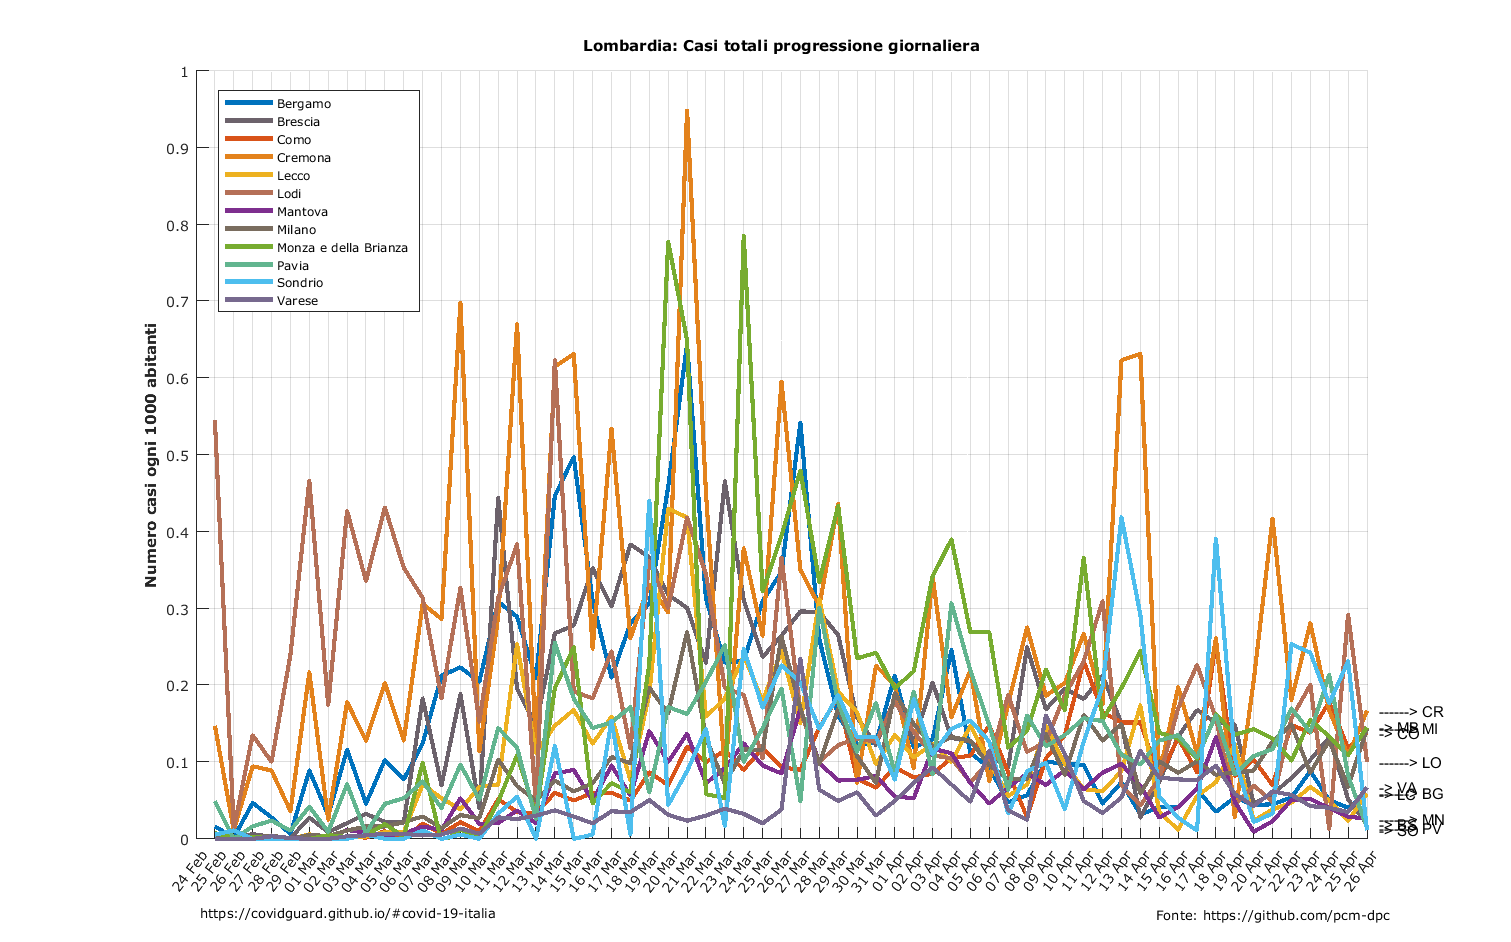 Lombardia: Casi totali progressione giornaliera
Numero casi ogni 1000 abitanti
1
0.9
0.8
0.7
0.6
0.5
0.4
0.3
0.2
0.1
0
Bergamo
Brescia
Como
Cremona
Lecco
Lodi
Mantova
Milano
Monza e della Brianza
Pavia
Sondrio
Varese
------> CR
---> MI
-> CO
------> LO
-> VA
---> BG
-> LC
----> MN
---> PV
-> SO
24 Feb
25 Feb
26 Feb
27 Feb
28 Feb
29 Feb
01 Mar
02 Mar
03 Mar
04 Mar
05 Mar
06 Mar
07 Mar
08 Mar
09 Mar
10 Mar
11 Mar
12 Mar
13 Mar
14 Mar
15 Mar
16 Mar
17 Mar
18 Mar
19 Mar
20 Mar
21 Mar
22 Mar
23 Mar
24 Mar
25 Mar
26 Mar
27 Mar
28 Mar
29 Mar
30 Mar
31 Mar
01 Apr
02 Apr
03 Apr
04 Apr
05 Apr
06 Apr
07 Apr
08 Apr
09 Apr
10 Apr
11 Apr
12 Apr
13 Apr
14 Apr
15 Apr
16 Apr
17 Apr
18 Apr
19 Apr
20 Apr
21 Apr
22 Apr
23 Apr
24 Apr
25 Apr
26 Apr
https://covidguard.github.io/#covid-19-italia
Fonte: https://github.com/pcm-dpc